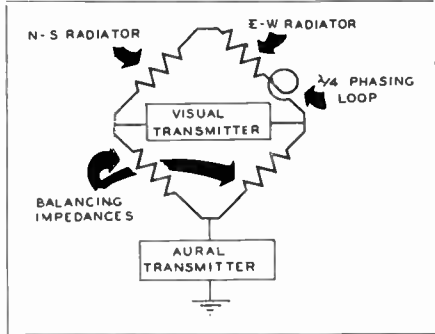 N-S RADIATOR
E-W RADIATOR
λ/4 PHASING
LOOP
VISUAL
TRANSMITTER
BALANCING
IMPEDANCES
AURAL
TRANSMITTER